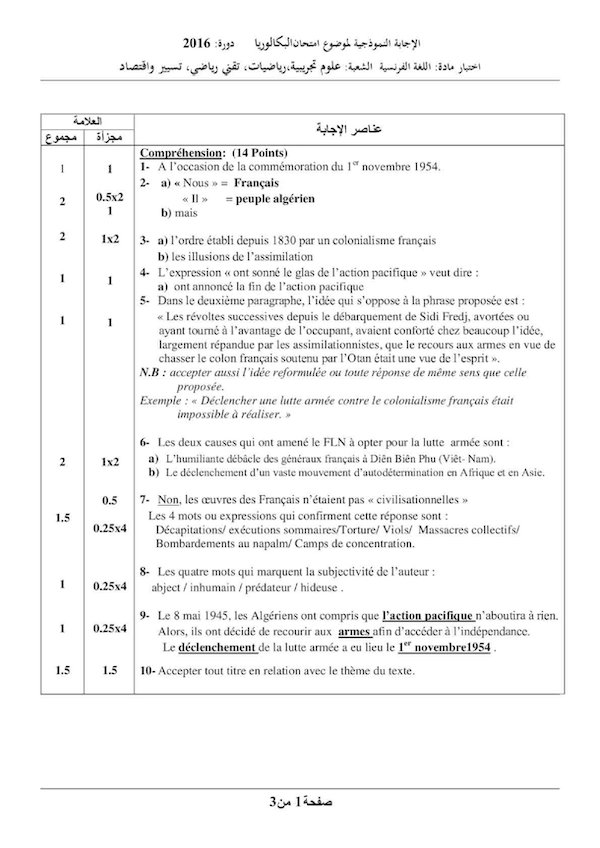 الإجابة النموذجية لموضوع امتحان البكالوريا دورة: 2016
اختبار مادة: اللغة الفرنسية الشعبة: علوم تجريبية،رياضيات، تقني رياضي، تسيير واقتصاد
العلامة
عناصر الإجابة
مجموع مجزأة
Compréhension: (14 Points)
1 1 1- A l’occasion de la commémoration du 1er novembre 1954.
2 0.5x2 2- a) « Nous » = Français
« Il » = peuple algérien
1 b) mais
2 1x2 3- a) l’ordre établi depuis 1830 par un colonialisme français
b) les illusions de l’assimilation
1 1 4- L’expression « ont sonné le glas de l’action pacifique » veut dire :
a) ont annoncé la fin de l’action pacifique
1 1 5- Dans le deuxième paragraphe, l’idée qui s’oppose à la phrase proposée est :
« Les révoltes successives depuis le débarquement de Sidi Fredj, avortées ou
ayant tourné à l’avantage de l’occupant, avaient conforté chez beaucoup l’idée,
largement répandue par les assimilationnistes, que le recours aux armes en vue de
chasser le colon français soutenu par l’Otan était une vue de l’esprit ».
N.B : accepter aussi l’idée reformulée ou toute réponse de même sens que celle
proposée.
Exemple : « Déclencher une lutte armée contre le colonialisme français était
impossible à réaliser. »
6- Les deux causes qui ont amené le FLN à opter pour la lutte armée sont :
2 1x2 a) L’humiliante débâcle des généraux français à Diên Biên Phu (Viêt- Nam).
b) Le déclenchement d’un vaste mouvement d’autodétermination en Afrique et en Asie.
0.5 7- Non, les œuvres des Français n’étaient pas « civilisationnelles »
1.5 Les 4 mots ou expressions qui confirment cette réponse sont :
0.25x4 Décapitations/ exécutions sommaires/Torture/ Viols/ Massacres collectifs/
Bombardements au napalm/ Camps de concentration.
8- Les quatre mots qui marquent la subjectivité de l’auteur :
1 0.25x4 abject / inhumain / prédateur / hideuse .
9- Le 8 mai 1945, les Algériens ont compris que l’action pacifique n’aboutira à rien.
1 0.25x4 Alors, ils ont décidé de recourir aux armes afin d’accéder à l’indépendance.
Le déclenchement de la lutte armée a eu lieu le 1er novembre1954 .
1.5 1.5 10- Accepter tout titre en relation avec le thème du texte.
صفحة 1 من 3